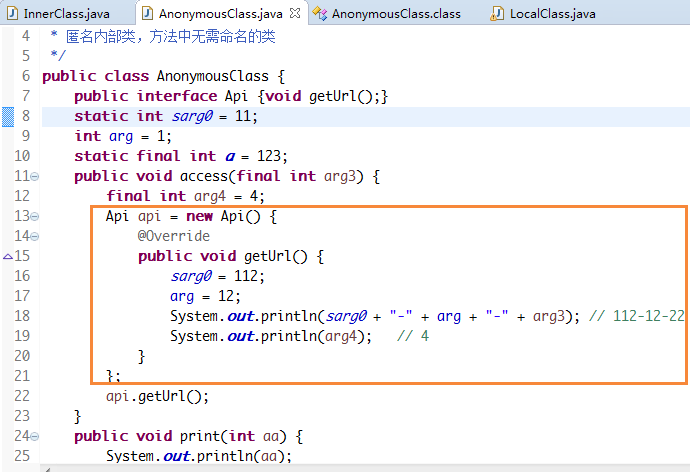 InnerClass.java AnonymousClass.java AnonymousClass.class LocalClass.java
4 * 匿名内部类，方法中无需命名的类
5 */
6 public class AnonymousClass {
7 public interface Api {void getUrl();}
8 static int sarg0 = 11;
9 int arg = 1;
10 static final int a = 123;
11 public void access(final int arg3) {
12 final int arg4 = 4;
13 Api api = new Api() {
14 @Override
15 public void getUrl() {
16 sarg0 = 112;
17 arg = 12;
18 System.out.println(sarg0 + "-" + arg + "-" + arg3); // 112-12-22
19 System.out.println(arg4); // 4
20 }
21 };
22 api.getUrl();
23 }
24 public void print(int aa) {
25 System.out.println(aa);